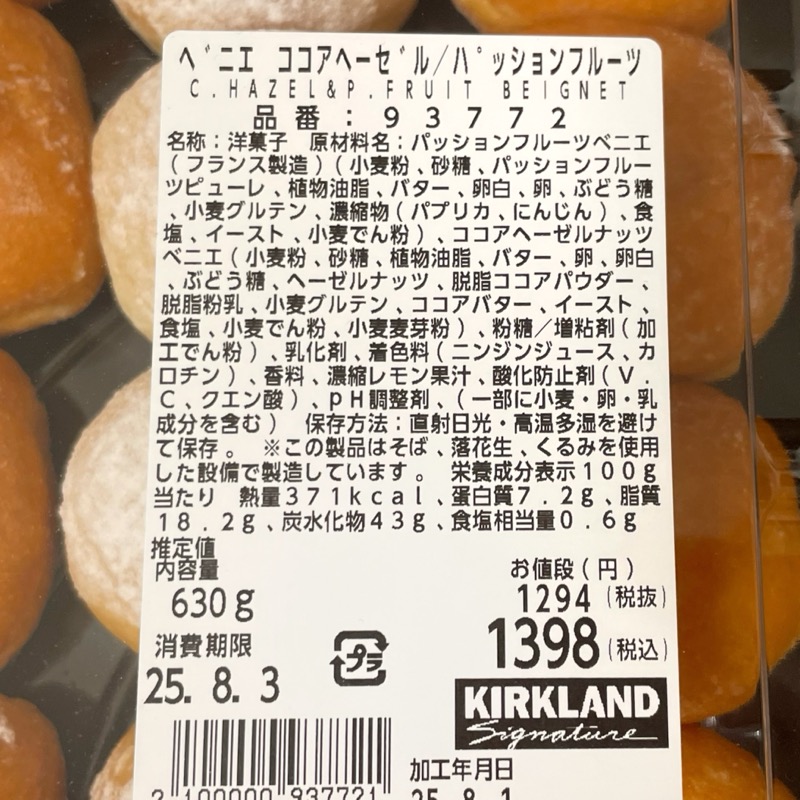 ベニエ ココアヘーゼル/パッションフルーツ
C.HAZEL&P.FRUIT BEIGNET
品番:93772
名称:洋菓子 原材料名:パッションフルーツベニエ
(フランス製造)(小麦粉、砂糖、パッションフルー
ツピューレ、植物油脂、バター、卵白、卵、ぶどう糖
、小麦グルテン、濃縮物(パプリカ、にんじん)、食
塩、イースト、小麦でん粉)、ココアヘーゼルナッツ
ベニエ(小麦粉、砂糖、植物油脂、バター、卵、卵白
、ぶどう糖、ヘーゼルナッツ、脱脂ココアパウダー、
脱脂粉乳、小麦グルテン、ココアバター、イースト、
食塩、小麦でん粉、小麦麦芽粉)、粉糖/増粘剤(加
工でん粉)、乳化剤、着色料(ニンジンジュース、カ
ロチン)、香料、濃縮レモン果汁、酸化防止剤(V.
C、クエン酸)、pH調整剤、(一部に小麦・卵・乳
成分を含む) 保存方法:直射日光・高温多湿を避け
て保存。 ※この製品はそば、落花生、くるみを使用
した設備で製造しています。 栄養成分表示100g
当たり 熱量371kcal、蛋白質7.2g、脂質
18.2g、炭水化物43g、食塩相当量0.6g
推定値
内容量
630g
お値段(円)
1294(税抜)
1398(税込)
消費期限
25.8.3
プラ
KIRKLAND
Signature
加工年月日
25.8.1
2100000937721